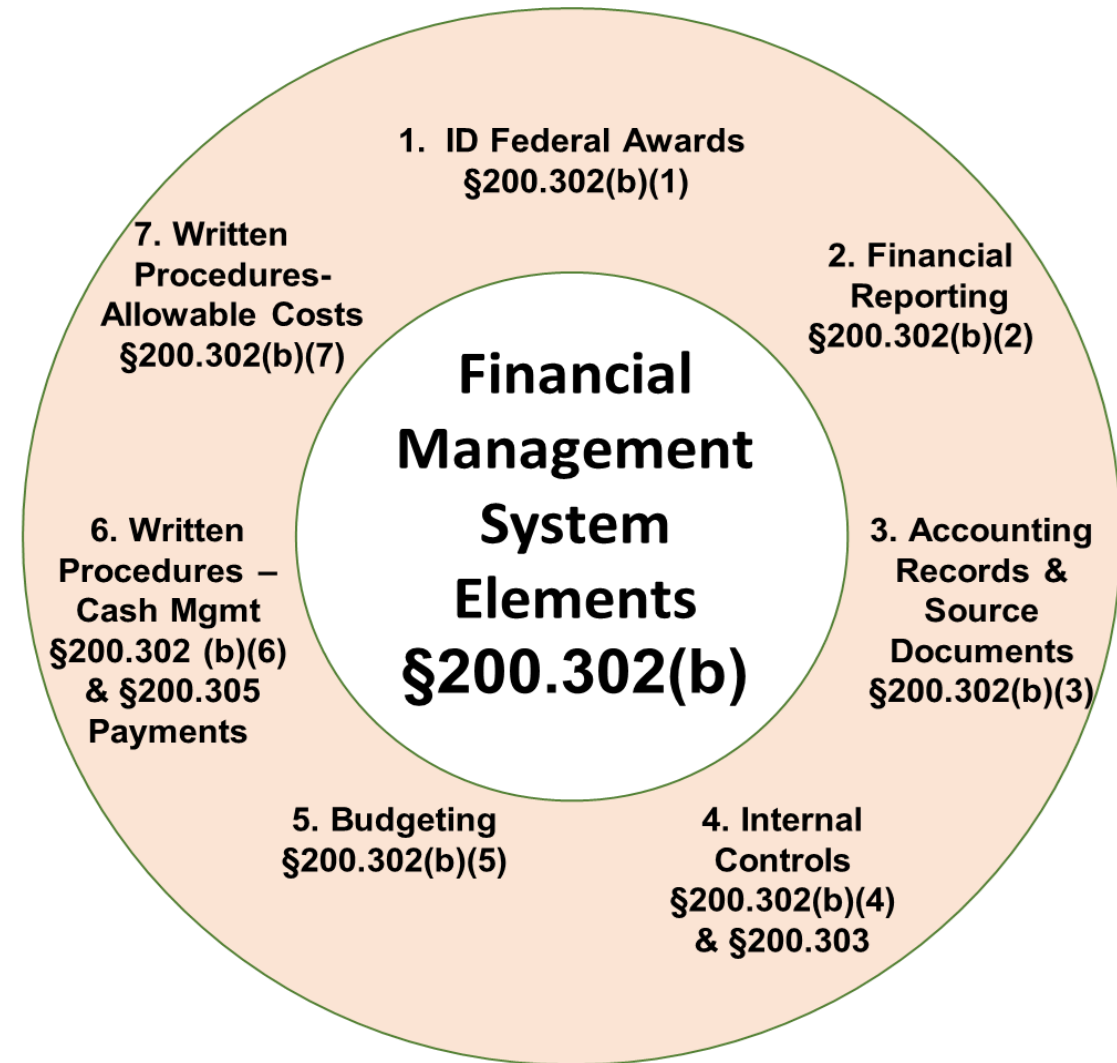 1. ID Federal Awards
§200.302(b)(1)
2. Financial
Reporting
§200.302(b)(2)
3. Accounting
Records &
Source
Documents
§200.302(b)(3)
4. Internal
Controls
§200.302(b)(4)
& §200.303
5. Budgeting
§200.302(b)(5)
6. Written
Procedures –
Cash Mgmt
§200.302 (b)(6)
& §200.305
Payments
7. Written
Procedures-
Allowable Costs
§200.302(b)(7)
Financial
Management
System
Elements
§200.302(b)